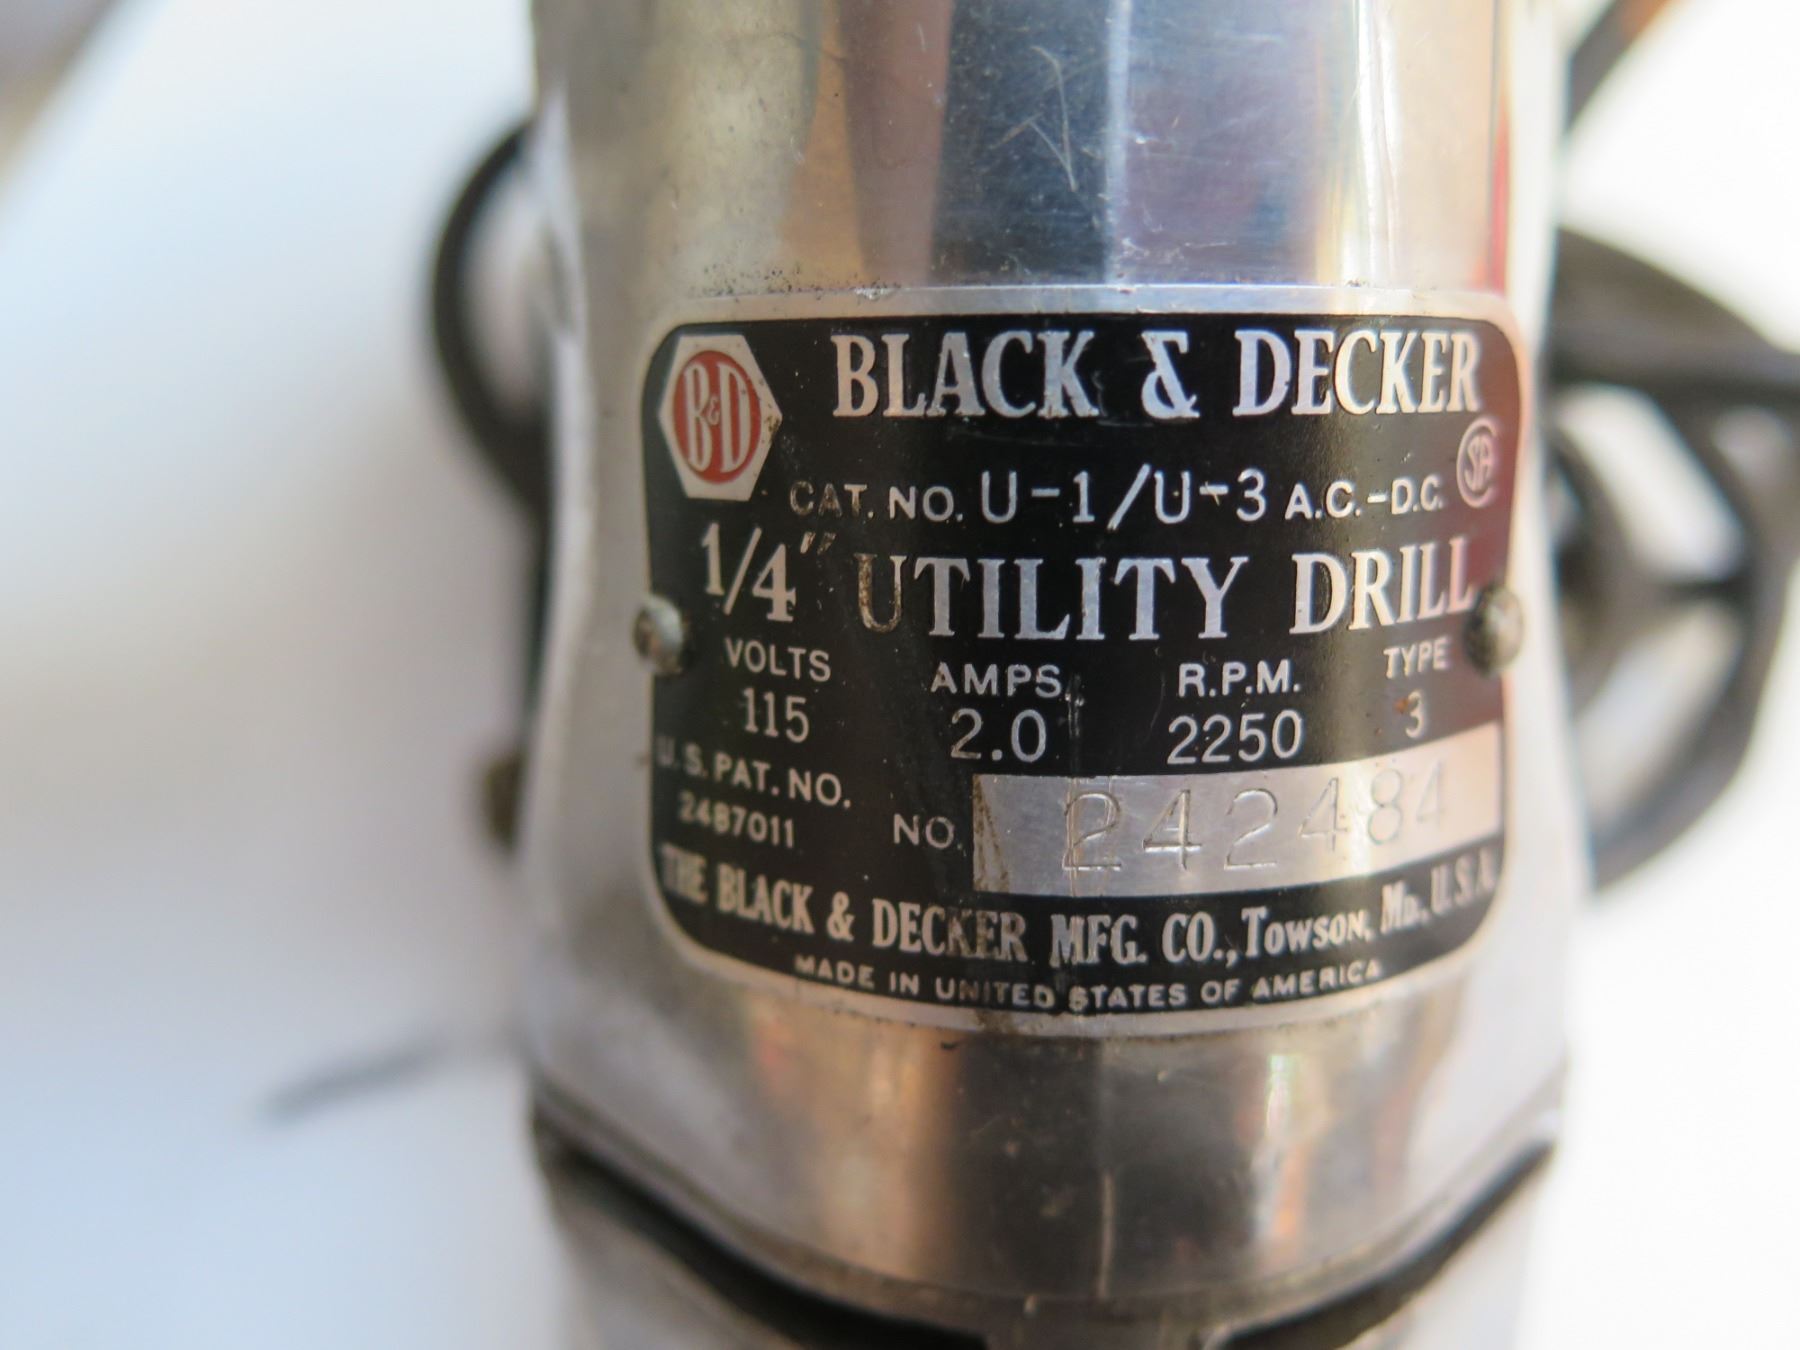 B&D
BLACK & DECKER
CAT. NO. U-1/U-3 A.C.-D.C.
SA
1/4" UTILITY DRILL
VOLTS AMPS. R.P.M. TYPE
115 2.0 2250 3
U.S. PAT. NO.
2487011
NO. 242484
THE BLACK & DECKER MFG. CO., TOWSON, MD., U.S.A.
MADE IN UNITED STATES OF AMERICA